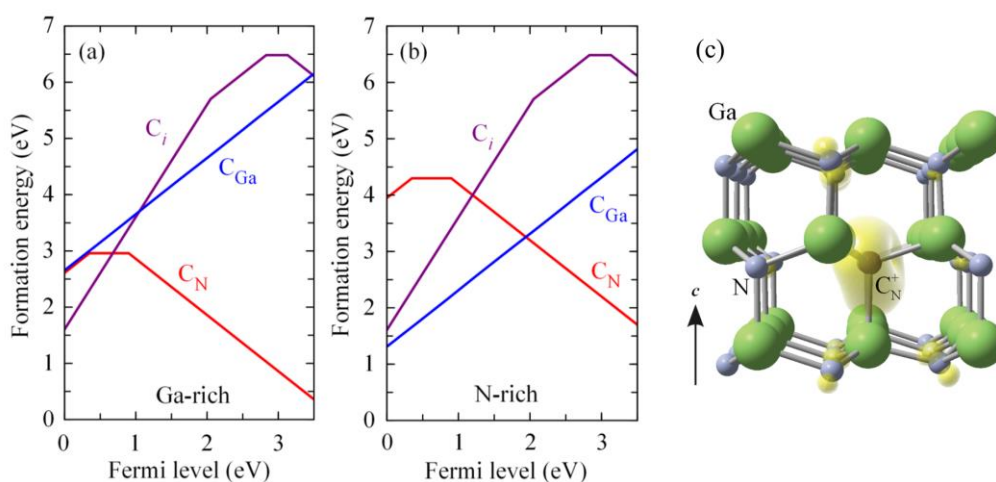 (a)
Formation energy (eV)
7
6
5
4
3
2
1
0
C_i
C_Ga
C_N
Ga-rich
0 1 2 3
Fermi level (eV)
(b)
Formation energy (eV)
7
6
5
4
3
2
1
0
C_i
C_Ga
C_N
N-rich
0 1 2 3
Fermi level (eV)
(c)
Ga
N
C_N^+
c